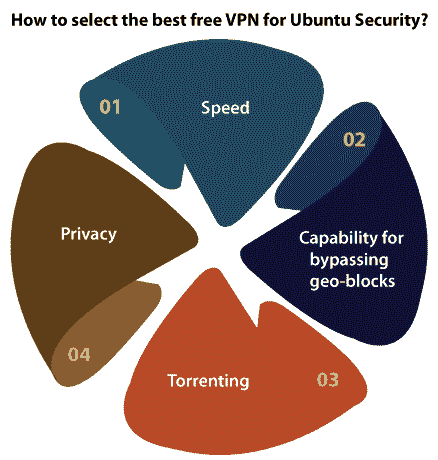 How to select the best free VPN for Ubuntu Security?
01
Speed
02
Capability for
bypassing
geo-blocks
Torrenting
03
Privacy
04